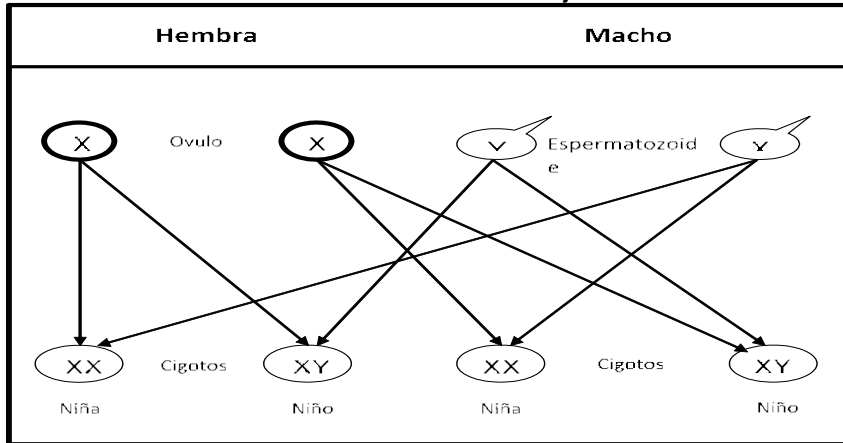 Hembra Macho
X Ovulo X Espermatozoid
e
XX Cigotos XY XX Cigotos XY
Niña Niño Niña Niño